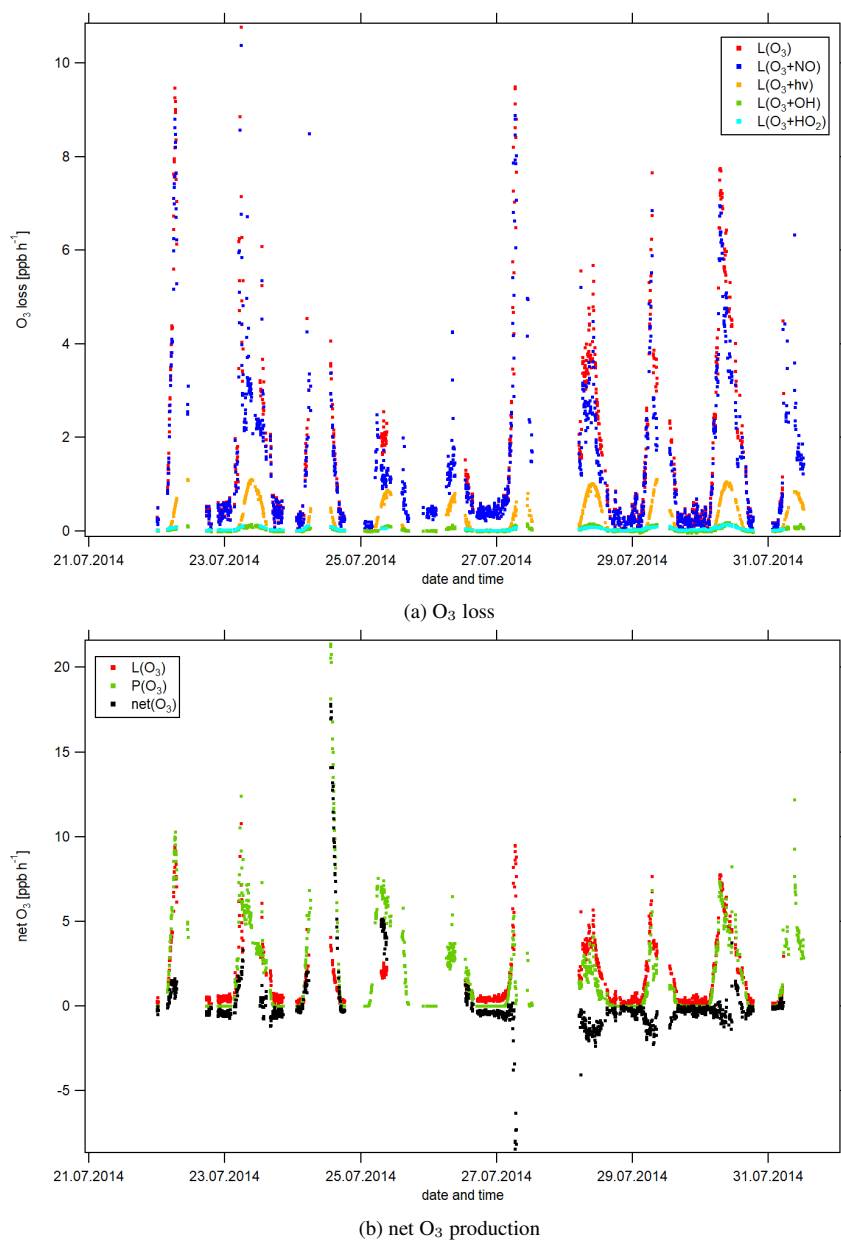 10
8
6
4
2
0
O₃ loss [ppb h⁻¹]
L(O₃)
L(O₃+NO)
L(O₃+hv)
L(O₃+OH)
L(O₃+HO₂)
21.07.2014 23.07.2014 25.07.2014 27.07.2014 29.07.2014 31.07.2014
date and time
(a) O₃ loss
20
15
10
5
0
-5
net O₃ [ppb h⁻¹]
L(O₃)
P(O₃)
net(O₃)
21.07.2014 23.07.2014 25.07.2014 27.07.2014 29.07.2014 31.07.2014
date and time
(b) net O₃ production